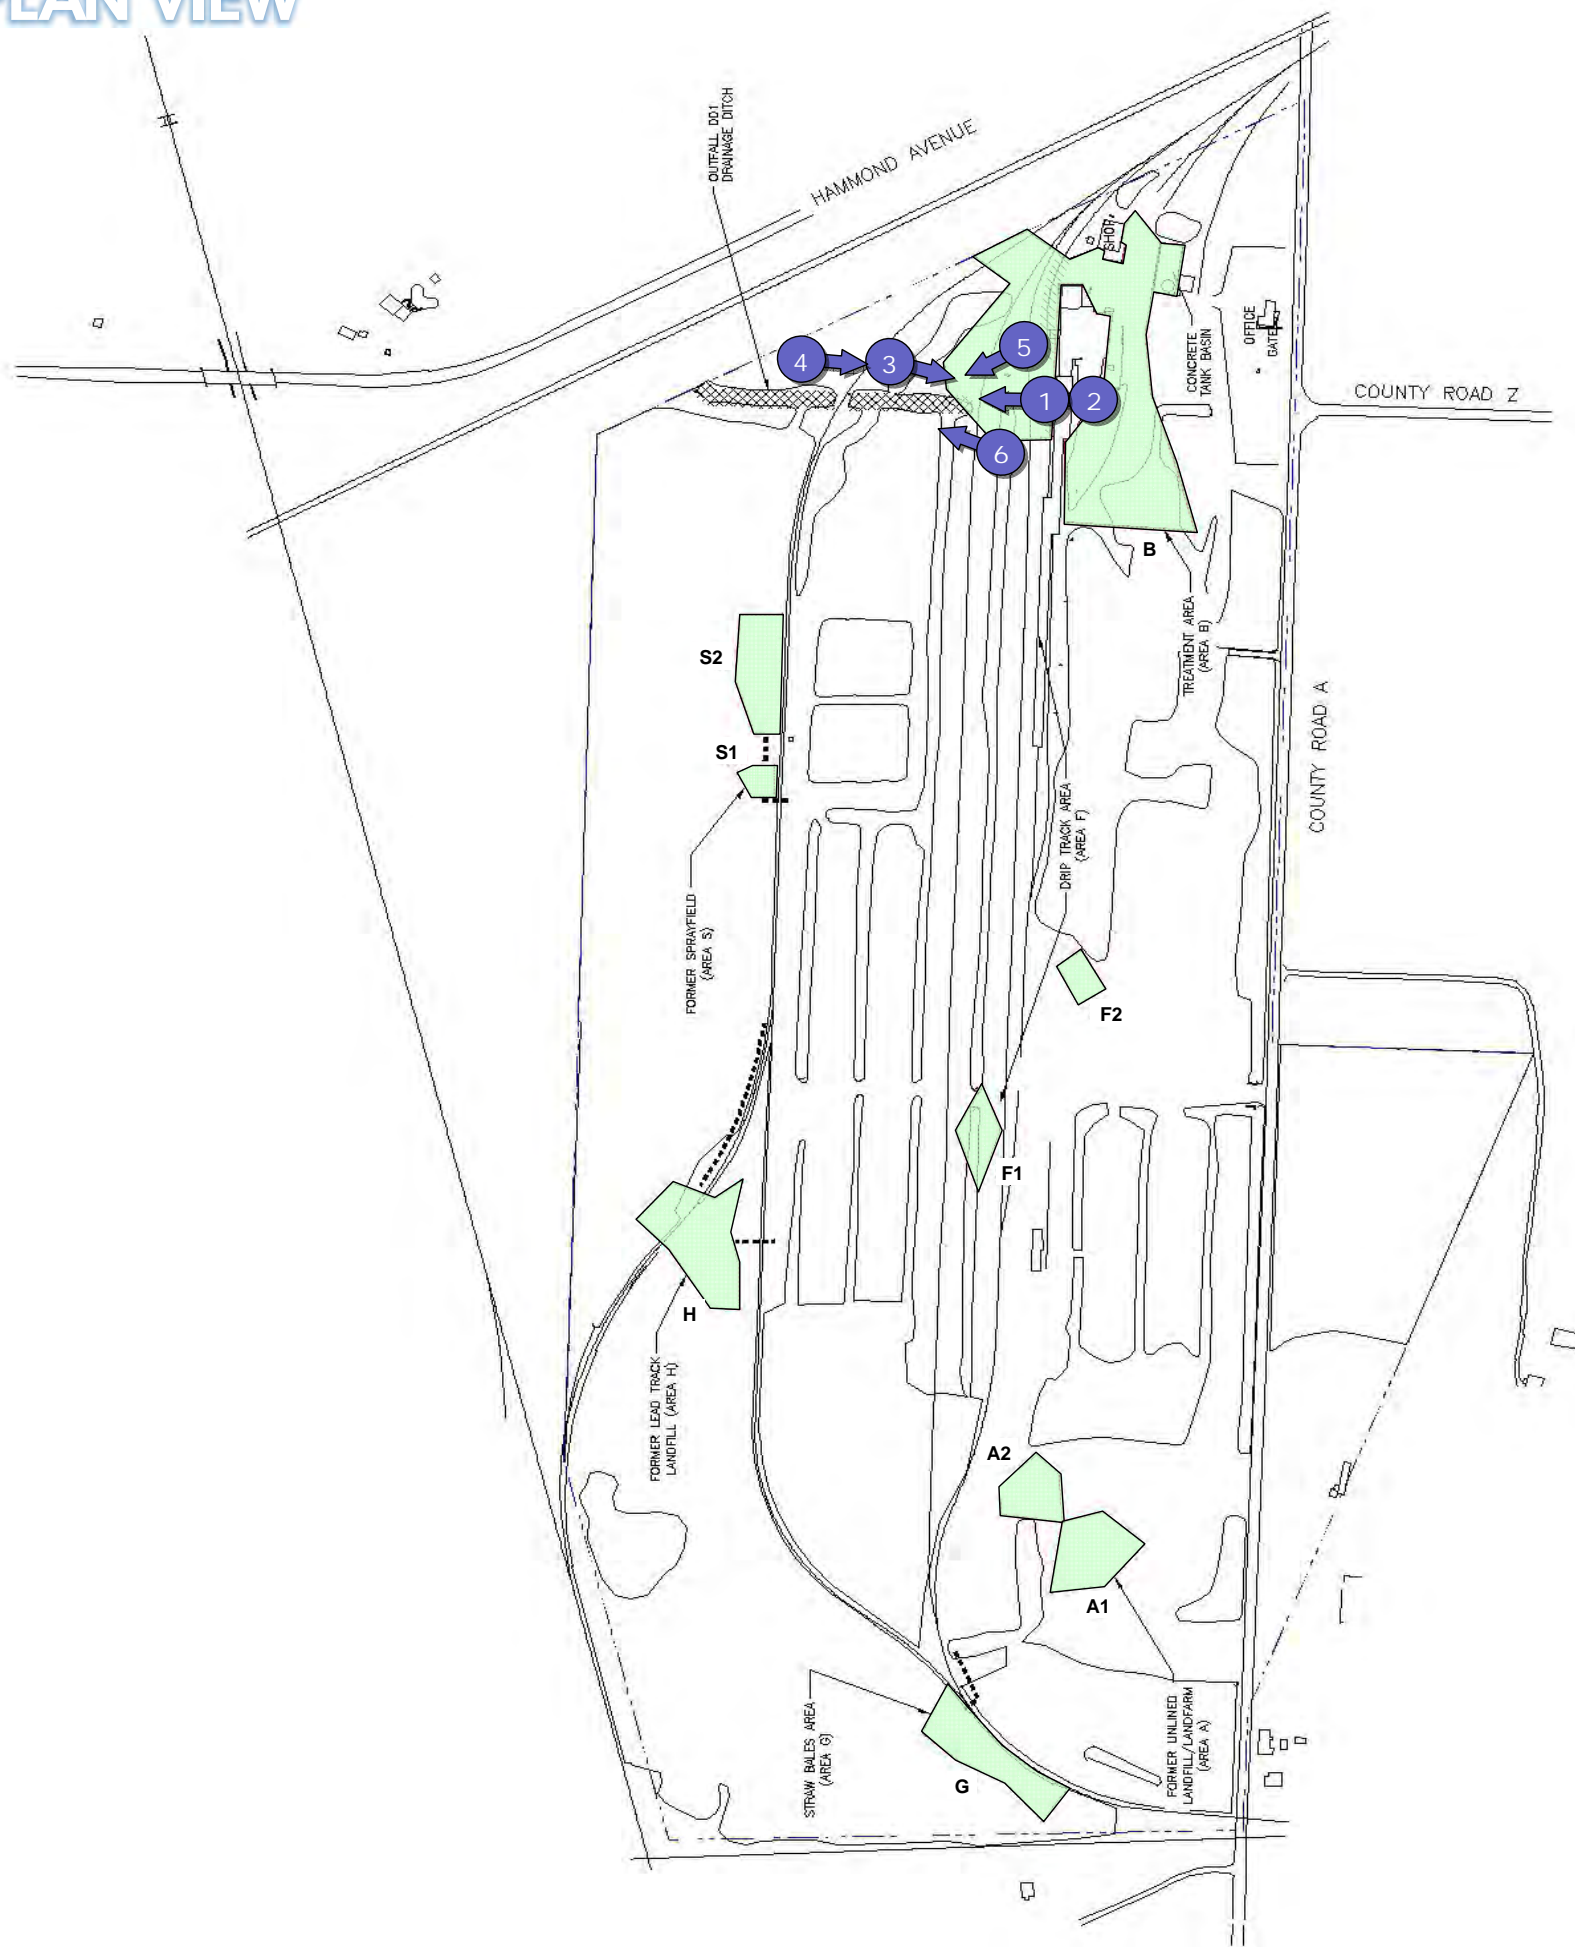 PLAN VIEW
OUTFALL DD1
DRAINAGE DITCH
HAMMOND AVENUE
SHOP
4
3
5
1
2
6
CONCRETE
TANK BASIN
OFFICE
GATE
COUNTY ROAD Z
B
TREATMENT AREA
(AREA B)
S2
S1
COUNTY ROAD A
DRIP TRACK AREA
(AREA F)
FORMER SPRAYFIELD
(AREA S)
F2
F1
H
FORMER LEAD TRACK
LANDFILL (AREA H)
A2
A1
STRAW BALES AREA
(AREA G)
G
FORMER UNLINED
LANDFILL/LANDFARM
(AREA A)